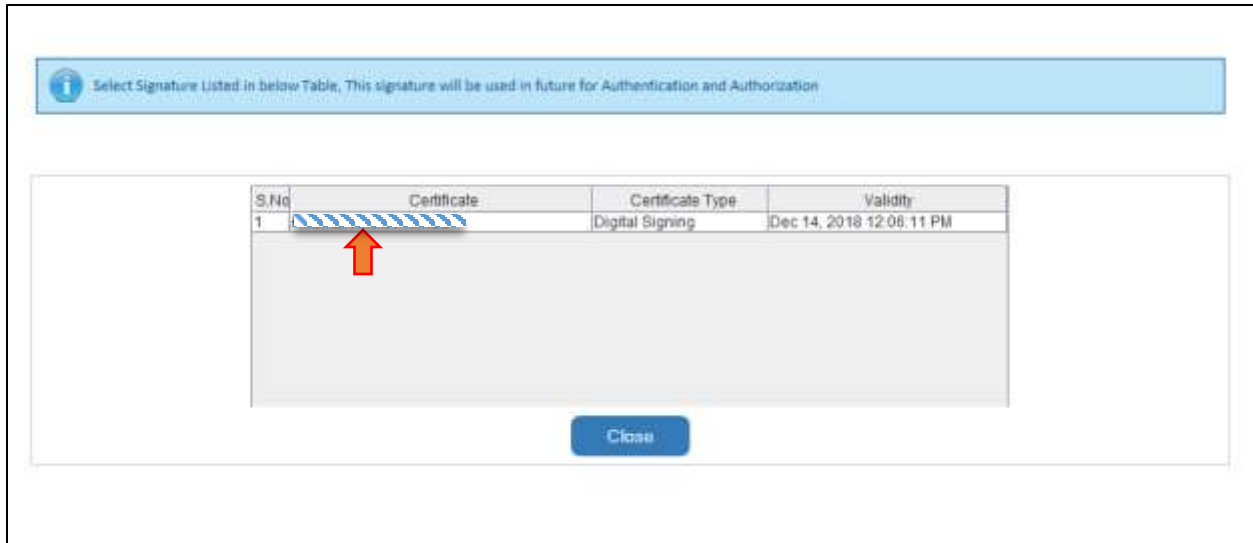 Select Signature Listed in below Table, This signature will be used in future for Authentication and Authorization
S.No Certificate Certificate Type Validity
1 Digital Signing Dec 14, 2018 12:06:11 PM
Close